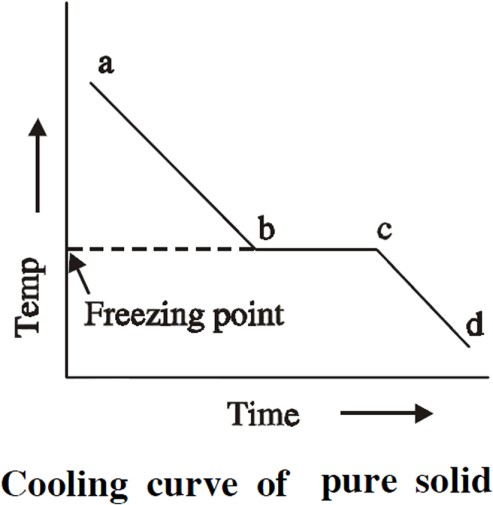 a
b
c
Freezing point
d
Temp
Time
Cooling curve of pure solid